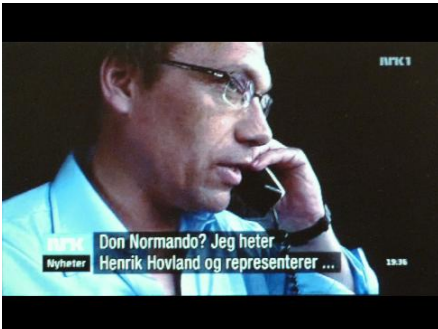 nrk1
NRK
Don Normando? Jeg heter
Nyheter
Henrik Hovland og representerer ...
19:36